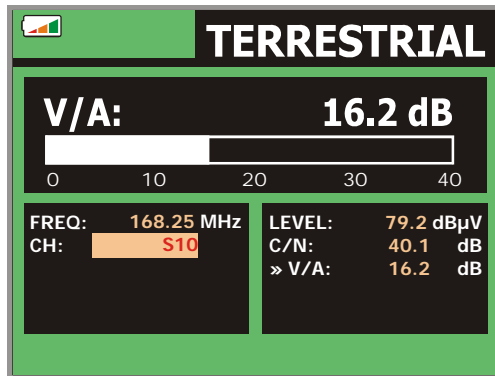 TERRESTRIAL
V/A: 16.2 dB
0 10 20 30 40
FREQ: 168.25 MHz
CH: S10
LEVEL: 79.2 dBµV
C/N: 40.1 dB
» V/A: 16.2 dB